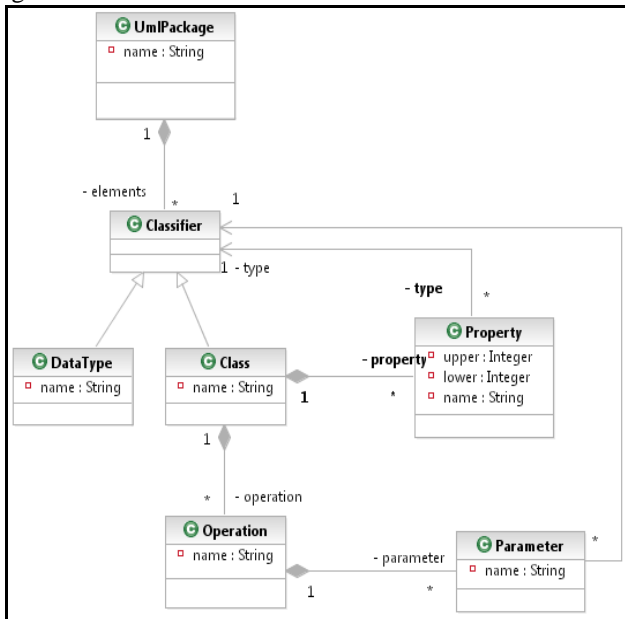 C UmlPackage
name : String
1
- elements
*
1
C Classifier
1 - type
- type
*
C DataType
name : String
C Class
name : String
- property
1
*
C Property
upper : Integer
lower : Integer
name : String
1
*
- operation
C Operation
name : String
- parameter
1
*
C Parameter
name : String
*